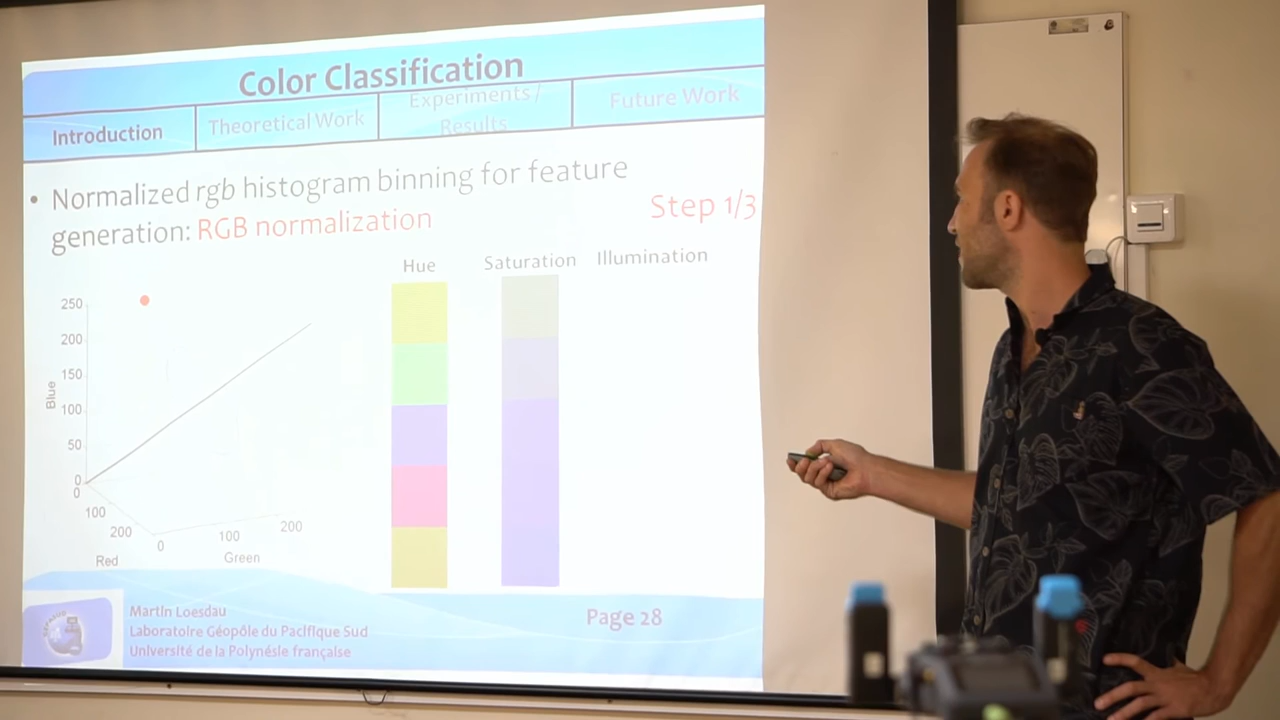 Color Classification
Introduction
Theoretical Work
Experiments /
Results
Future Work
• Normalized rgb histogram binning for feature
generation: RGB normalization
Step 1/3
Hue
Saturation
Illumination
250
200
150
100
50
0
Blue
0
100
200
Red
0
100
200
Green
Martin Loesdau
Laboratoire Géopôle du Pacifique Sud
Université de la Polynésie française
Page 28